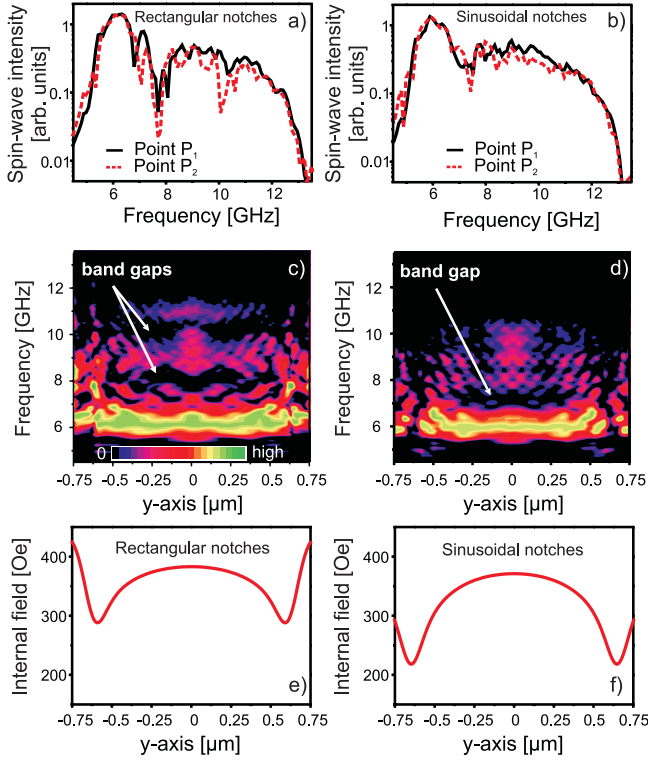 Rectangular notches
a)
Spin-wave intensity
[arb. units]
1
0.1
0.01
Point P1
Point P2
6
8
10
12
Frequency [GHz]
Sinusoidal notches
b)
Spin-wave intensity
[arb. units]
1
0.1
0.01
Point P1
Point P2
6
8
10
12
Frequency [GHz]
band gaps
c)
Frequency [GHz]
12
10
8
6
0
high
-0.75
-0.5
-0.25
0
0.25
0.5
0.75
y-axis [μm]
band gap
d)
Frequency [GHz]
12
10
8
6
-0.75
-0.5
-0.25
0
0.25
0.5
0.75
y-axis [μm]
Rectangular notches
Internal field [Oe]
400
300
200
e)
-0.75
-0.5
-0.25
0
0.25
0.5
0.75
y-axis [μm]
Sinusoidal notches
Internal field [Oe]
400
300
200
f)
-0.75
-0.5
-0.25
0
0.25
0.5
0.75
y-axis [μm]